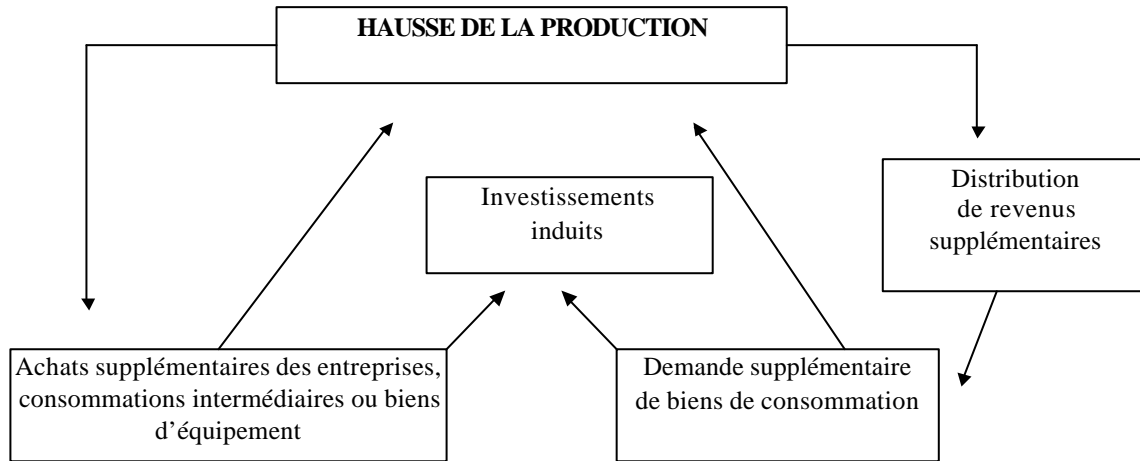 HAUSSE DE LA PRODUCTION
Investissements
induits
Distribution
de revenus
supplémentaires
Achats supplémentaires des entreprises,
consommations intermédiaires ou biens
d’équipement
Demande supplémentaire
de biens de consommation